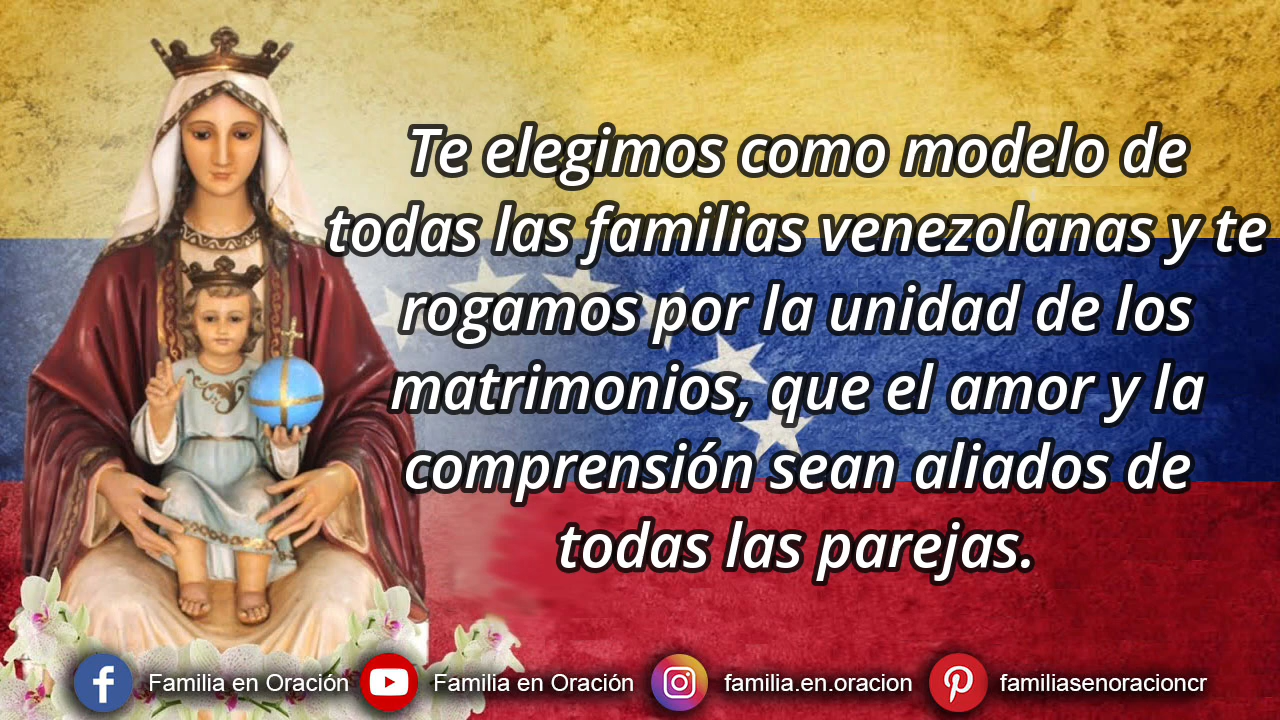 Te elegimos como modelo de
todas las familias venezolanas y te
rogamos por la unidad de los
matrimonios, que el amor y la
comprensión sean aliados de
todas las parejas.
Familia en Oración
Familia en Oración
familia.en.oracion
familiasenoracioncr